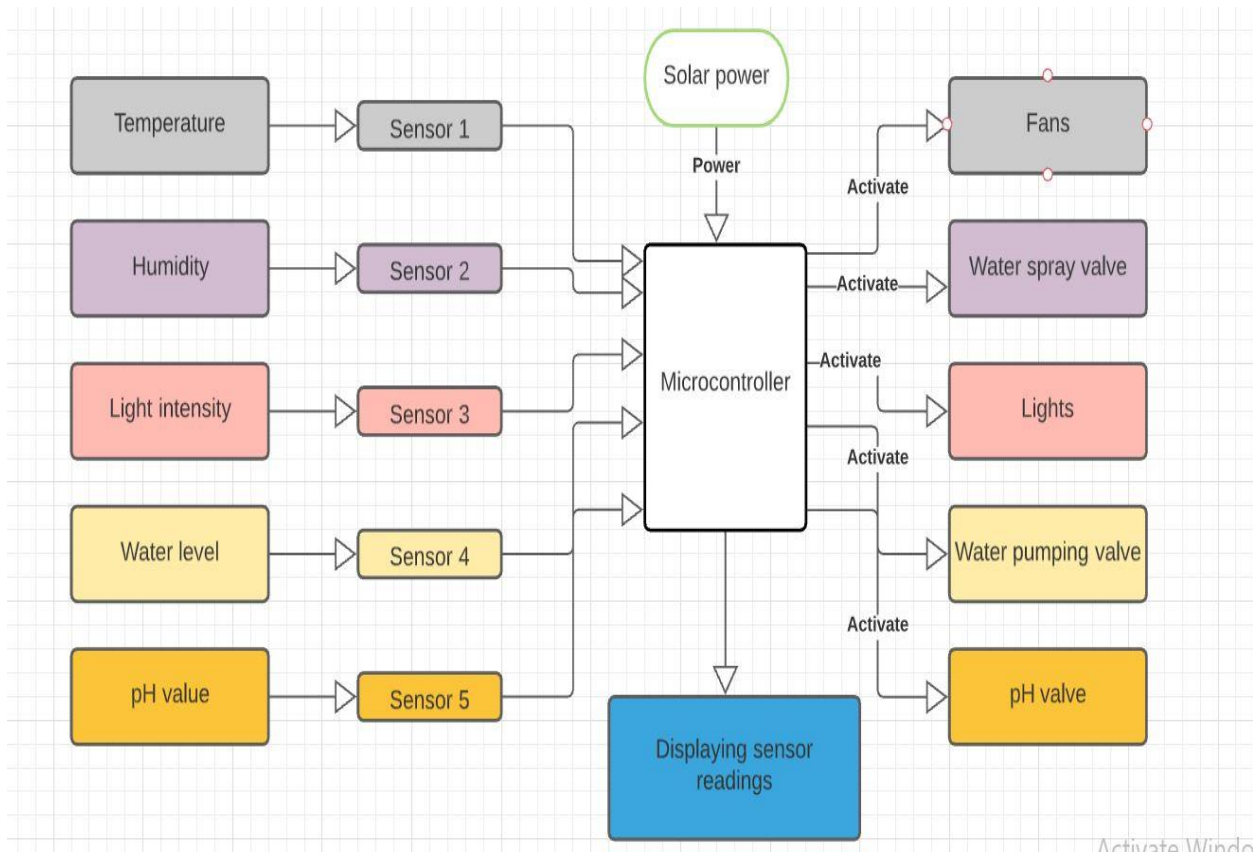 Solar power
Temperature
Sensor 1
Fans
Power
Activate
Humidity
Sensor 2
Water spray valve
Activate
Microcontroller
Light intensity
Sensor 3
Activate
Lights
Activate
Water level
Sensor 4
Water pumping valve
Activate
pH value
Sensor 5
pH valve
Displaying sensor
readings
Activate Windo